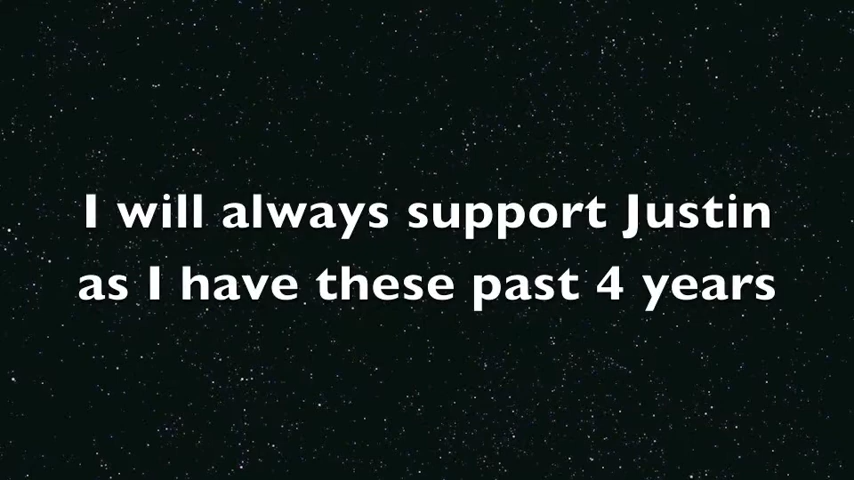 I will always support Justin
as I have these past 4 years